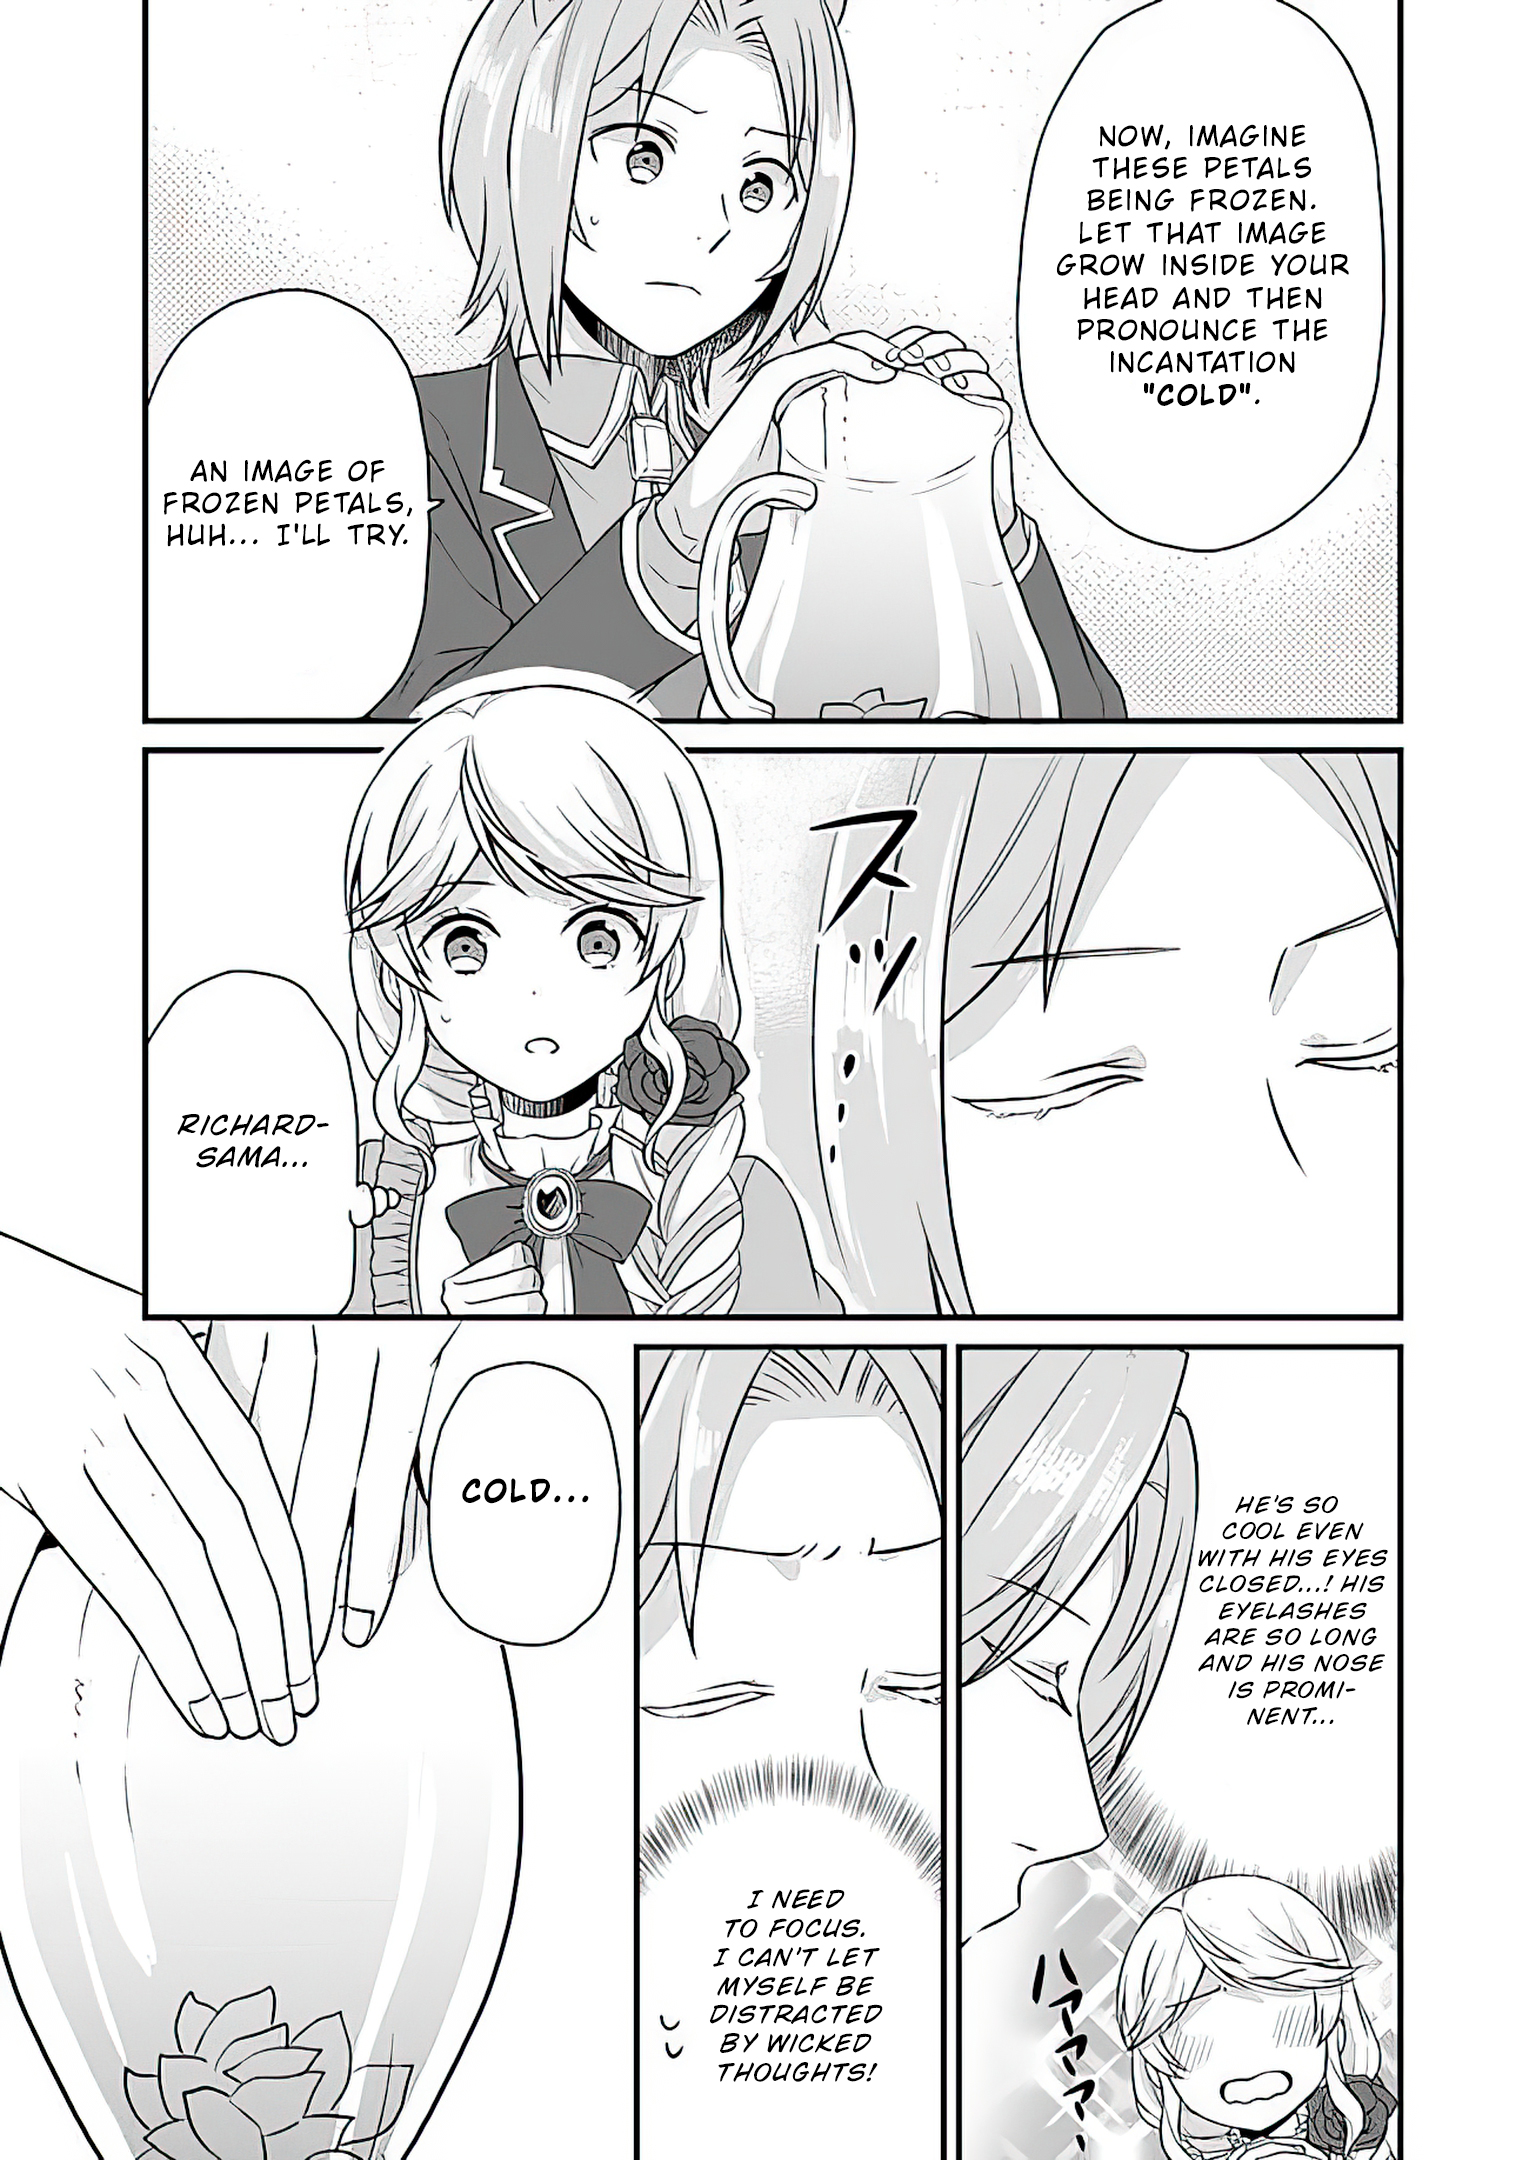 NOW, IMAGINE
THESE PETALS
BEING FROZEN.
LET THAT IMAGE
GROW INSIDE YOUR
HEAD AND THEN
PRONOUNCE THE
INCANTATION
"COLD".
AN IMAGE OF
FROZEN PETALS,
HUH... I'LL TRY.
スッ...
RICHARD-
SAMA...
HE'S SO
COOL EVEN
WITH HIS EYES
CLOSED...! HIS
EYELASHES
ARE SO LONG
AND HIS NOSE
IS PROMI-
NENT...
ハァハァハァ...
I NEED
TO FOCUS.
I CAN'T LET
MYSELF BE
DISTRACTED
BY WICKED
THOUGHTS!
COLD...